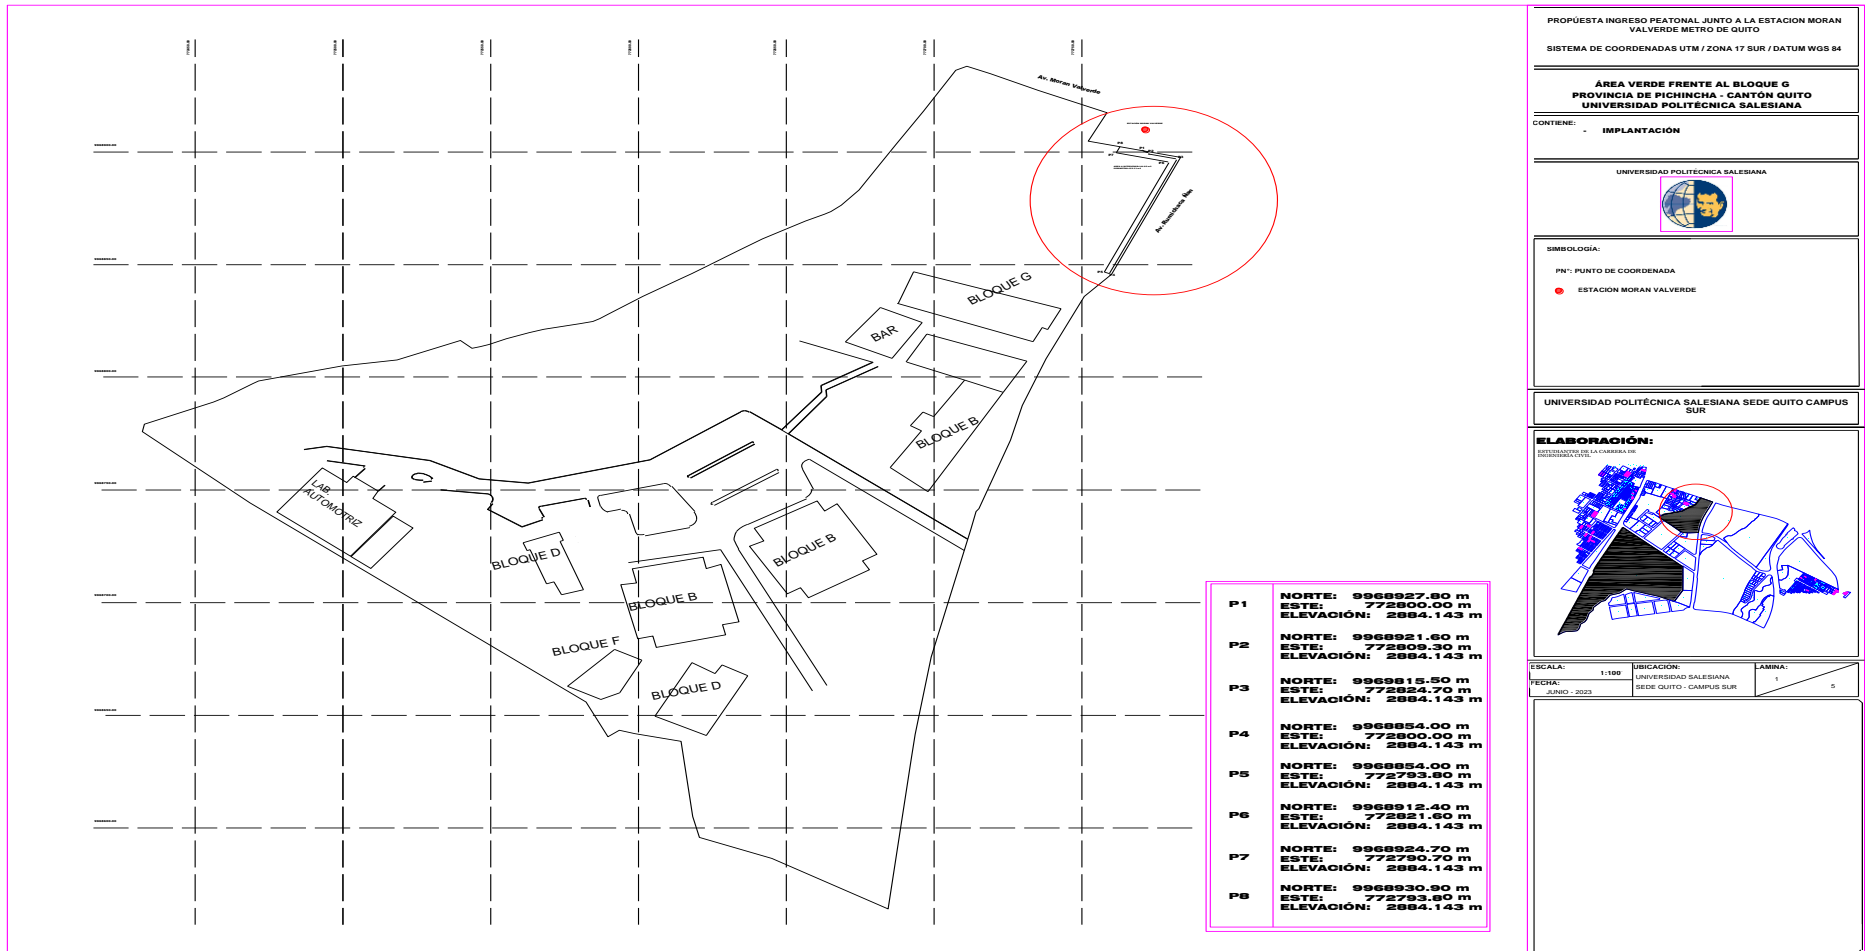 Av. Moran Valverde
ESTACION MORAN VALVERDE
Av. Rumichaca Ñan
BLOQUE G
BAR
BLOQUE B
LAB.
AUTOMOTRIZ
BLOQUE D
BLOQUE B
BLOQUE B
BLOQUE F
BLOQUE D
P1
NORTE: 9968927.80 m
ESTE: 772800.00 m
ELEVACIÓN: 2884.143 m
P2
NORTE: 9968921.60 m
ESTE: 772809.30 m
ELEVACIÓN: 2884.143 m
P3
NORTE: 9969815.50 m
ESTE: 772824.70 m
ELEVACIÓN: 2884.143 m
P4
NORTE: 9968854.00 m
ESTE: 772800.00 m
ELEVACIÓN: 2884.143 m
P5
NORTE: 9968854.00 m
ESTE: 772793.80 m
ELEVACIÓN: 2884.143 m
P6
NORTE: 9968912.40 m
ESTE: 772821.60 m
ELEVACIÓN: 2884.143 m
P7
NORTE: 9968924.70 m
ESTE: 772790.70 m
ELEVACIÓN: 2884.143 m
P8
NORTE: 9968930.90 m
ESTE: 772793.80 m
ELEVACIÓN: 2884.143 m
PROPÚESTA INGRESO PEATONAL JUNTO A LA ESTACION MORAN
VALVERDE METRO DE QUITO
SISTEMA DE COORDENADAS UTM / ZONA 17 SUR / DATUM WGS 84
ÁREA VERDE FRENTE AL BLOQUE G
PROVINCIA DE PICHINCHA - CANTÓN QUITO
UNIVERSIDAD POLITÉCNICA SALESIANA
CONTIENE:
- IMPLANTACIÓN
UNIVERSIDAD POLITÉCNICA SALESIANA
SIMBOLOGÍA:
PN°: PUNTO DE COORDENADA
ESTACION MORAN VALVERDE
UNIVERSIDAD POLITÉCNICA SALESIANA SEDE QUITO CAMPUS
SUR
ELABORACIÓN:
ESTUDIANTES DE LA CARRERA DE
INGENIERÍA CIVIL
ESCALA: 1:100
FECHA:
JUNIO - 2023
UBICACIÓN:
UNIVERSIDAD SALESIANA
SEDE QUITO - CAMPUS SUR
LAMINA:
1
5